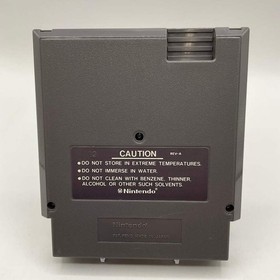 CAUTION
REV-A
• DO NOT STORE IN EXTREME TEMPERATURES.
• DO NOT IMMERSE IN WATER.
• DO NOT CLEAN WITH BENZENE, THINNER,
ALCOHOL OR OTHER SUCH SOLVENTS.
Nintendo®
Nintendo